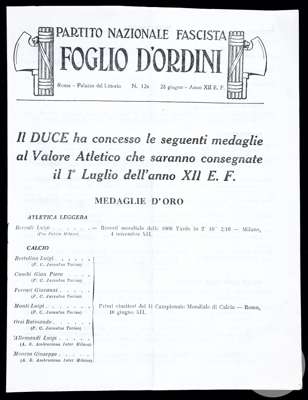 PARTITO NAZIONALE FASCISTA
FOGLIO D'ORDINI
Roma - Palazzo del Littorio N. 12x 28 giugno - Anno XII E. F.
Il DUCE ha concesso le seguenti medaglie
al Valore Atletico che saranno consegnate
il 1° Luglio dell'anno XII E. F.
MEDAGLIE D'ORO
ATLETICA LEGGERA
Beccali Luigi
Record mondiale delle 1000 Yards in 2' 10" 2/10 - Milano,
4 novembre XII.
CALCIO
Bertolini Luigi
(F. C. Juventus Torino)
Combi Gian Piero
(F. C. Juventus Torino)
Ferrari Giovanni
(F. C. Juventus Torino)
Monti Luigi
(F. C. Juventus Torino)
Primi vincitori del II Campionato Mondiale di Calcio - Roma,
10 giugno XII.
Orsi Raimondo
(F. C. Juventus Torino)
Allemandi Luigi
(A. S. Ambrosiana Inter Milano)
Meazza Giuseppe
(A. S. Ambrosiana Inter Milano)